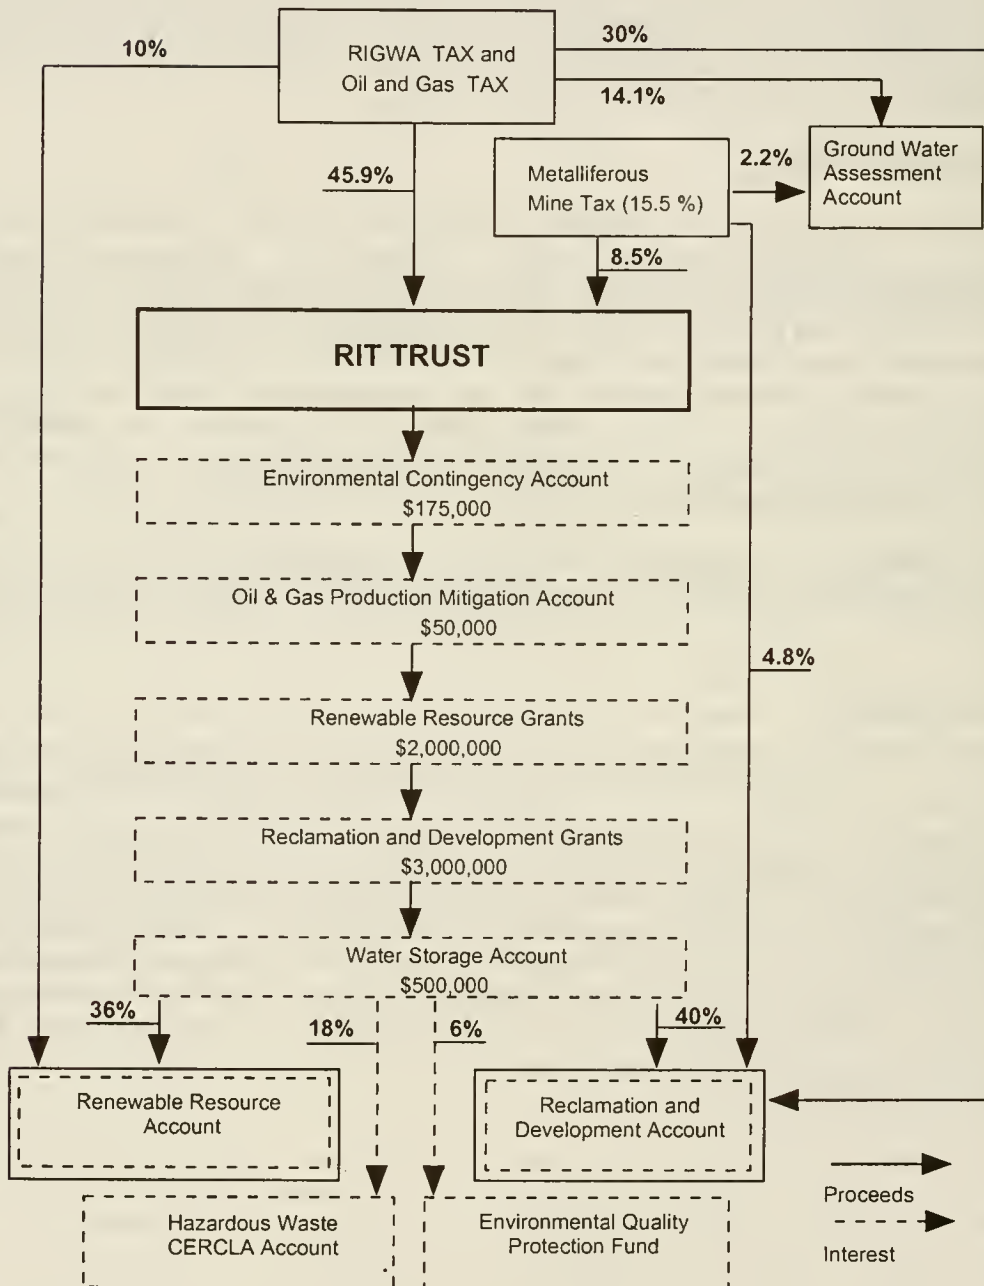 10%
RIGWA TAX and
Oil and Gas TAX
30%
14.1%
45.9%
Metalliferous
Mine Tax (15.5 %)
2.2%
Ground Water
Assessment
Account
8.5%
RIT TRUST
Environmental Contingency Account
$175,000
Oil & Gas Production Mitigation Account
$50,000
4.8%
Renewable Resource Grants
$2,000,000
Reclamation and Development Grants
$3,000,000
Water Storage Account
$500,000
36%
18%
6%
40%
Renewable Resource
Account
Reclamation and
Development Account
Hazardous Waste
CERCLA Account
Environmental Quality
Protection Fund
Proceeds
Interest